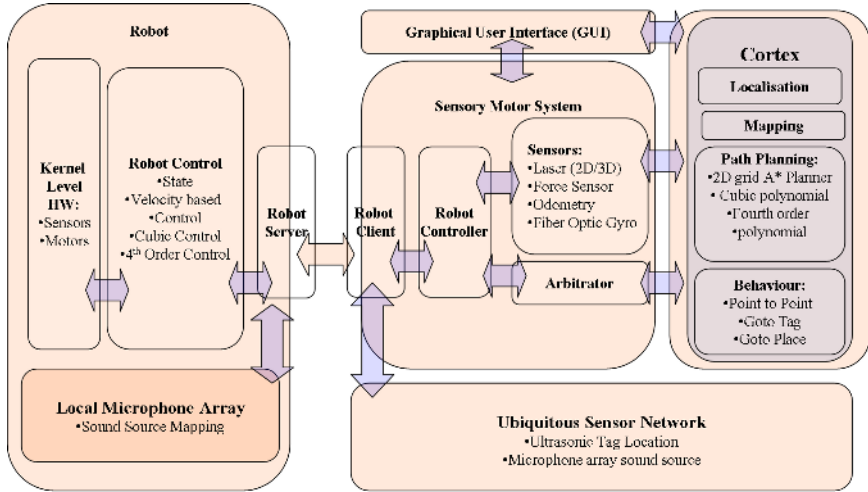 Robot
Kernel
Level
HW:
•Sensors
•Motors
Robot Control
•State
•Velocity based
•Control
•Cubic Control
•4th Order Control
Robot
Server
Local Microphone Array
•Sound Source Mapping
Graphical User Interface (GUI)
Sensory Motor System
Robot
Client
Robot
Controller
Sensors:
•Laser (2D/3D)
•Force Sensor
•Odometry
•Fiber Optic Gyro
Arbitrator
Cortex
Localisation
Mapping
Path Planning:
•2D grid A* Planner
•Cubic polynomial
•Fourth order
•polynomial
Behaviour:
•Point to Point
•Goto Tag
•Goto Place
Ubiquitous Sensor Network
•Ultrasonic Tag Location
•Microphone array sound source